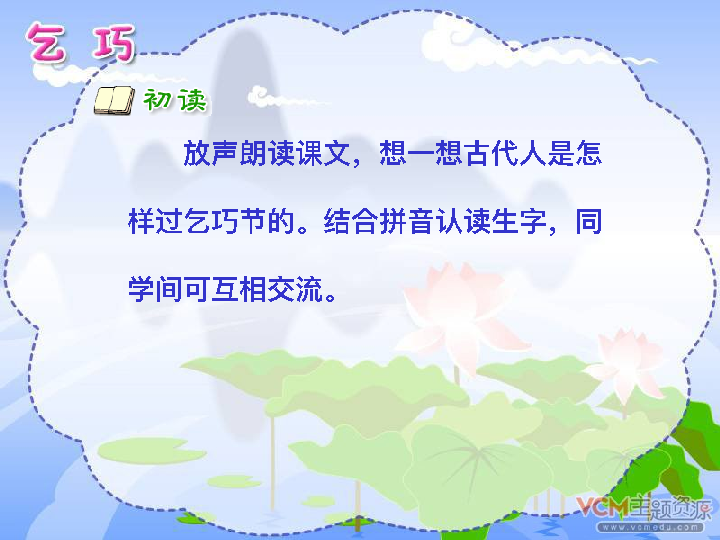 乞 巧
初读
放声朗读课文，想一想古代人是怎
样过乞巧节的。结合拼音认读生字，同
学间可互相交流。
VCM主题资源
www.vcmedu.com